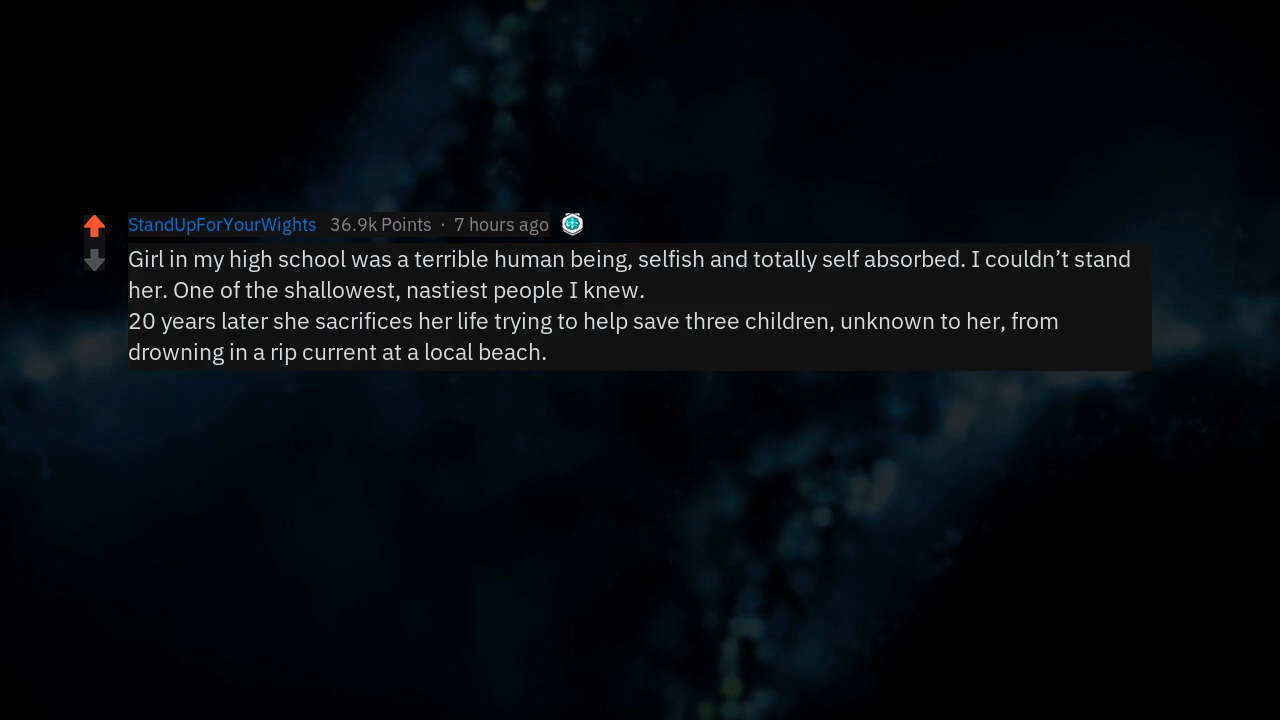 StandUpForYourWights 36.9k Points · 7 hours ago
Girl in my high school was a terrible human being, selfish and totally self absorbed. I couldn’t stand
her. One of the shallowest, nastiest people I knew.
20 years later she sacrifices her life trying to help save three children, unknown to her, from
drowning in a rip current at a local beach.